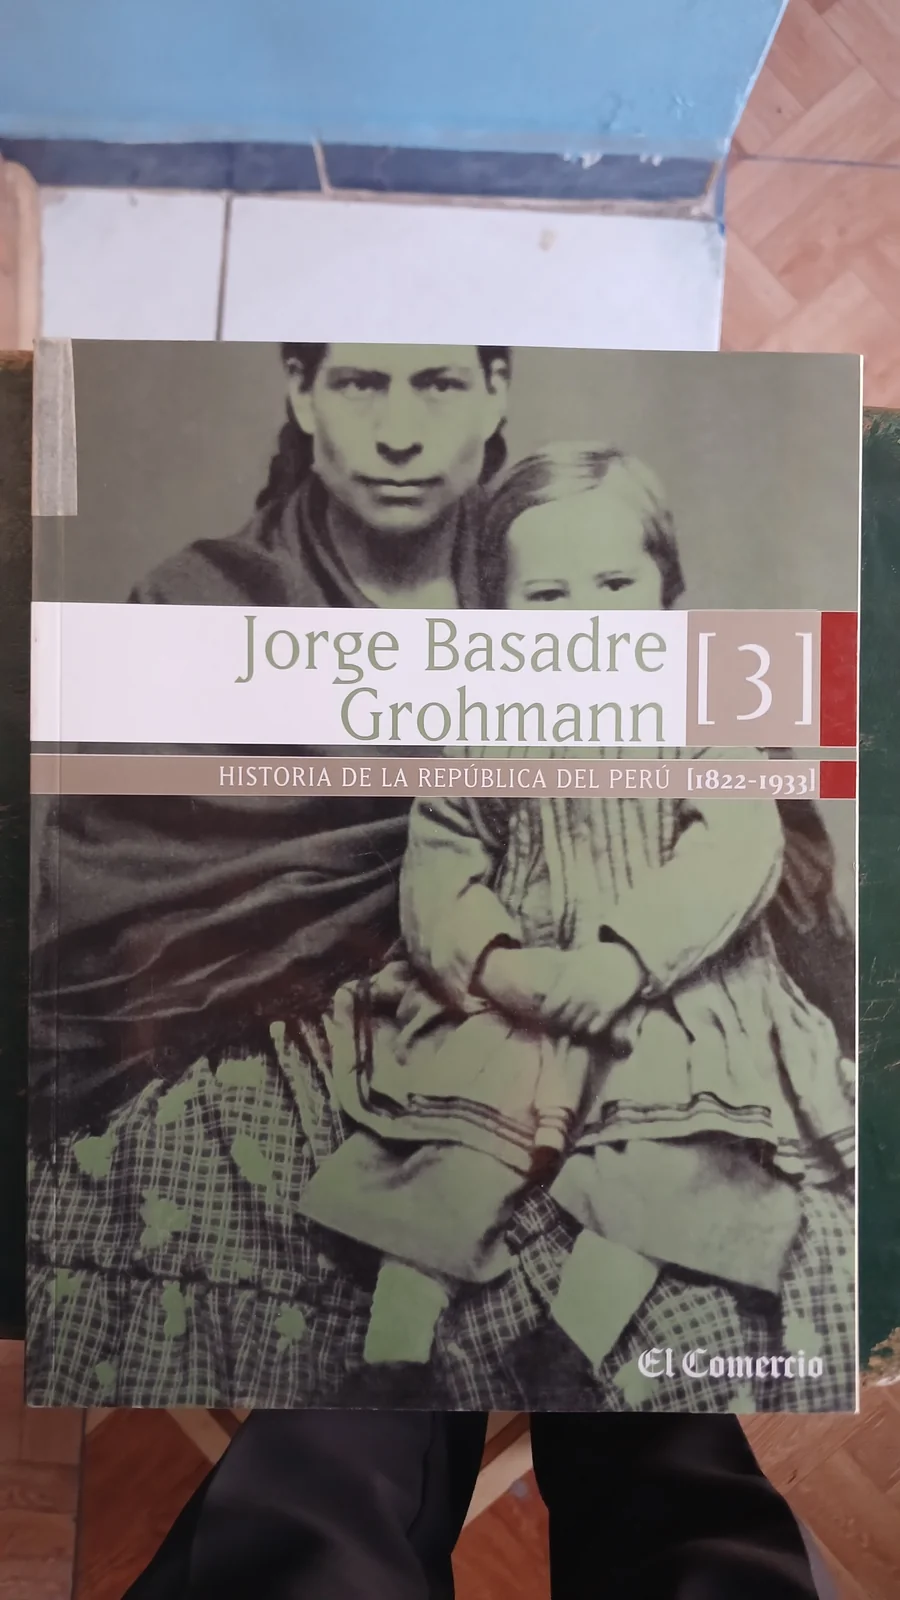 Jorge Basadre
Grohmann
[3]
HISTORIA DE LA REPÚBLICA DEL PERÚ [1822-1933]
El Comercio